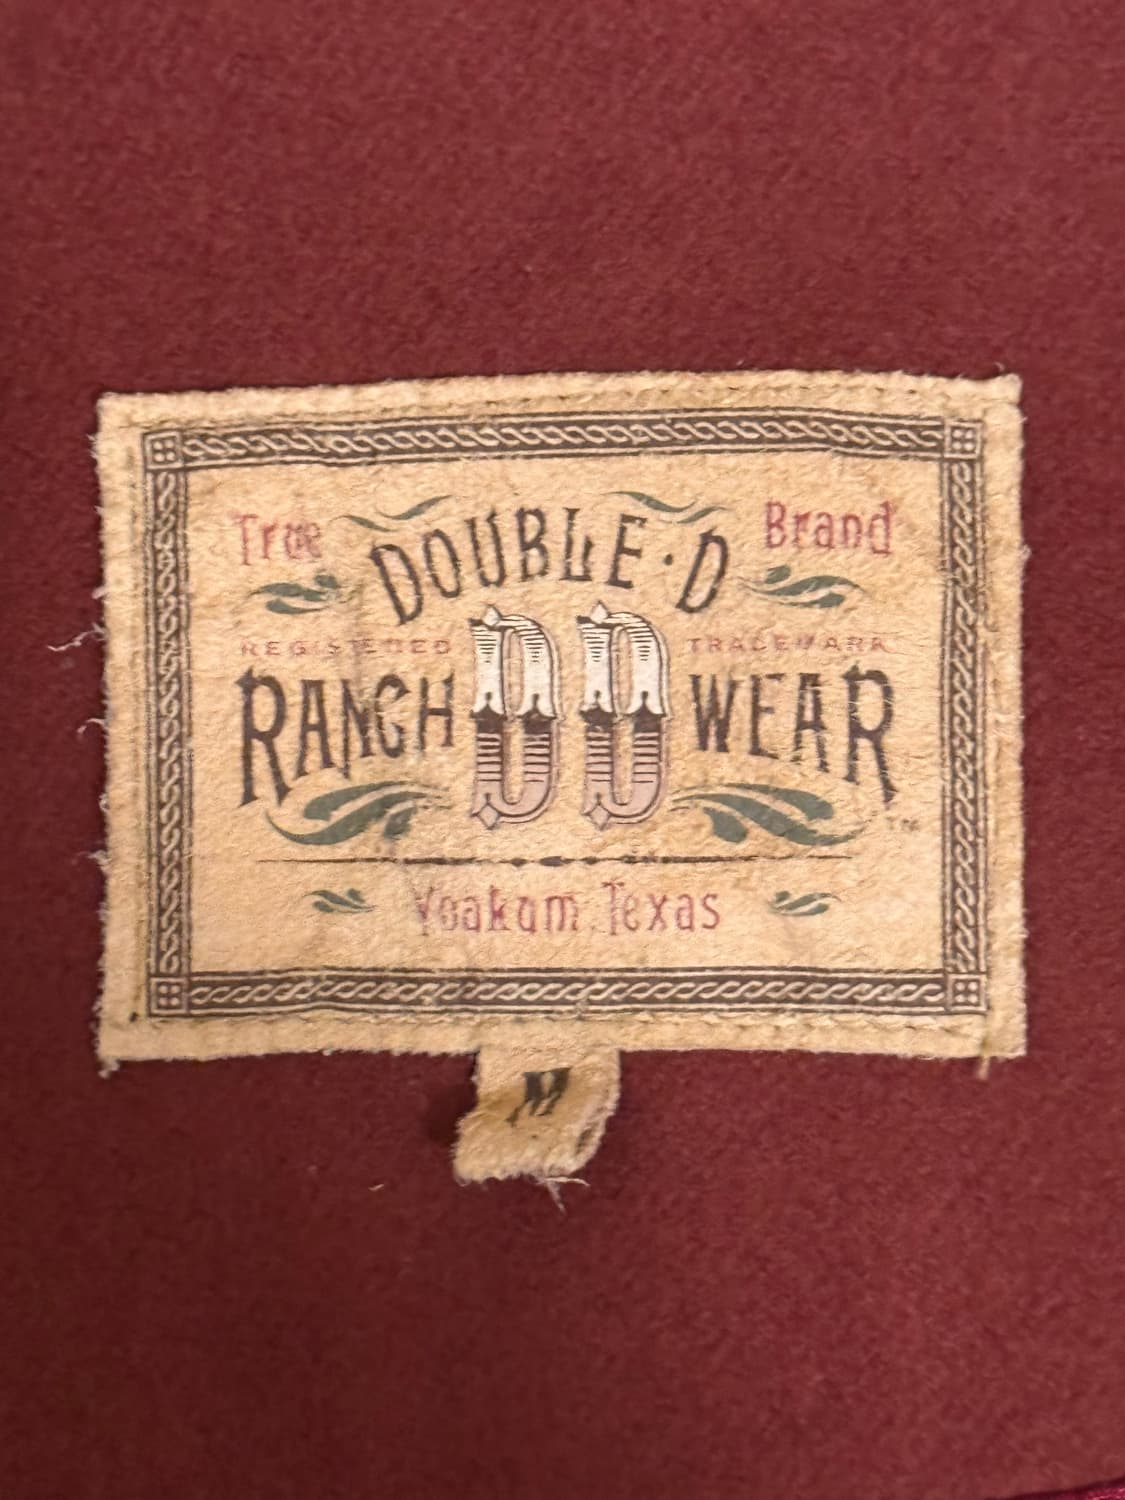 True DOUBLE·D Brand
REGISTERED DD TRADEMARK
RANCH WEAR
TM
Yoakum, Texas
M